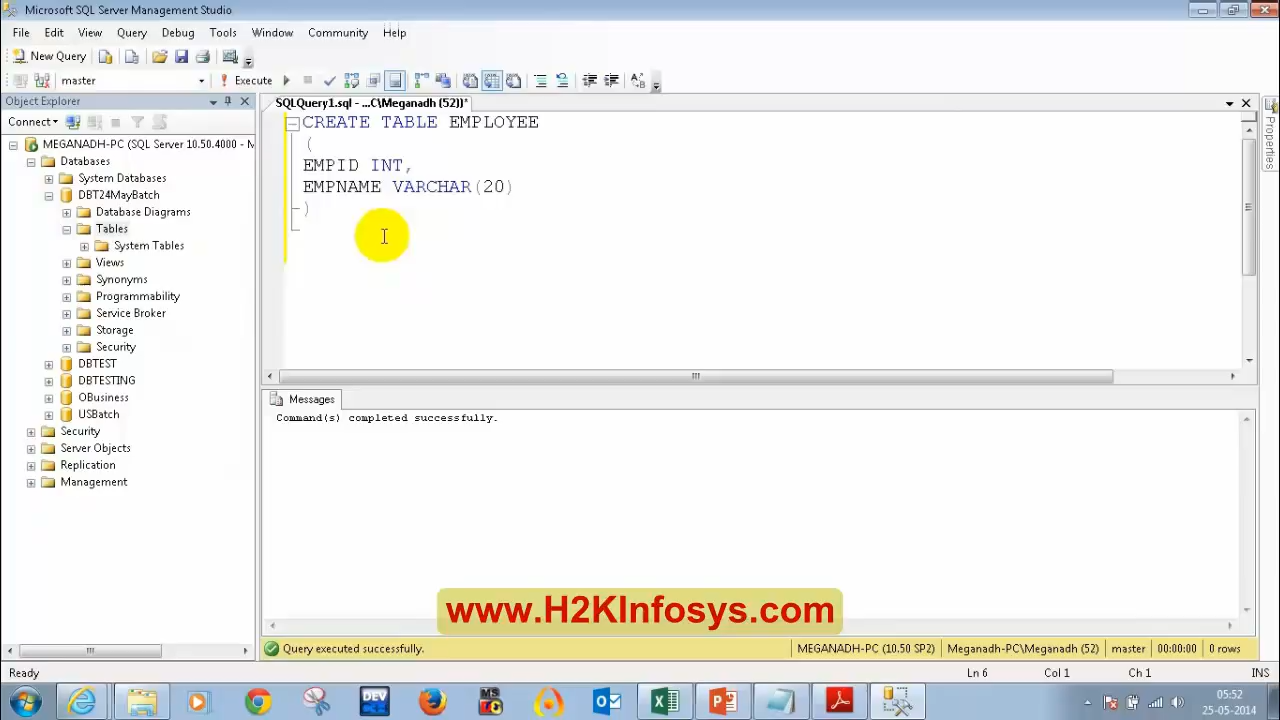 Microsoft SQL Server Management Studio
File Edit View Query Debug Tools Window Community Help
New Query
master Execute
Object Explorer
SQLQuery1.sql - ...C\Meganadh (52))*
Connect
MEGANADH-PC (SQL Server 10.50.4000 - M
Databases
System Databases
DBT24MayBatch
Database Diagrams
Tables
System Tables
Views
Synonyms
Programmability
Service Broker
Storage
Security
DBTEST
DBTESTING
OBusiness
USBatch
Security
Server Objects
Replication
Management
CREATE TABLE EMPLOYEE
(
EMPID INT,
EMPNAME VARCHAR(20)
)
Properties
Messages
Command(s) completed successfully.
www.H2KInfosys.com
Query executed successfully. MEGANADH-PC (10.50 SP2) Meganadh-PC\Meganadh (52) master 00:00:00 0 rows
Ready Ln 6 Col 1 Ch 1 INS
DEV
MS
05:52
25-05-2014